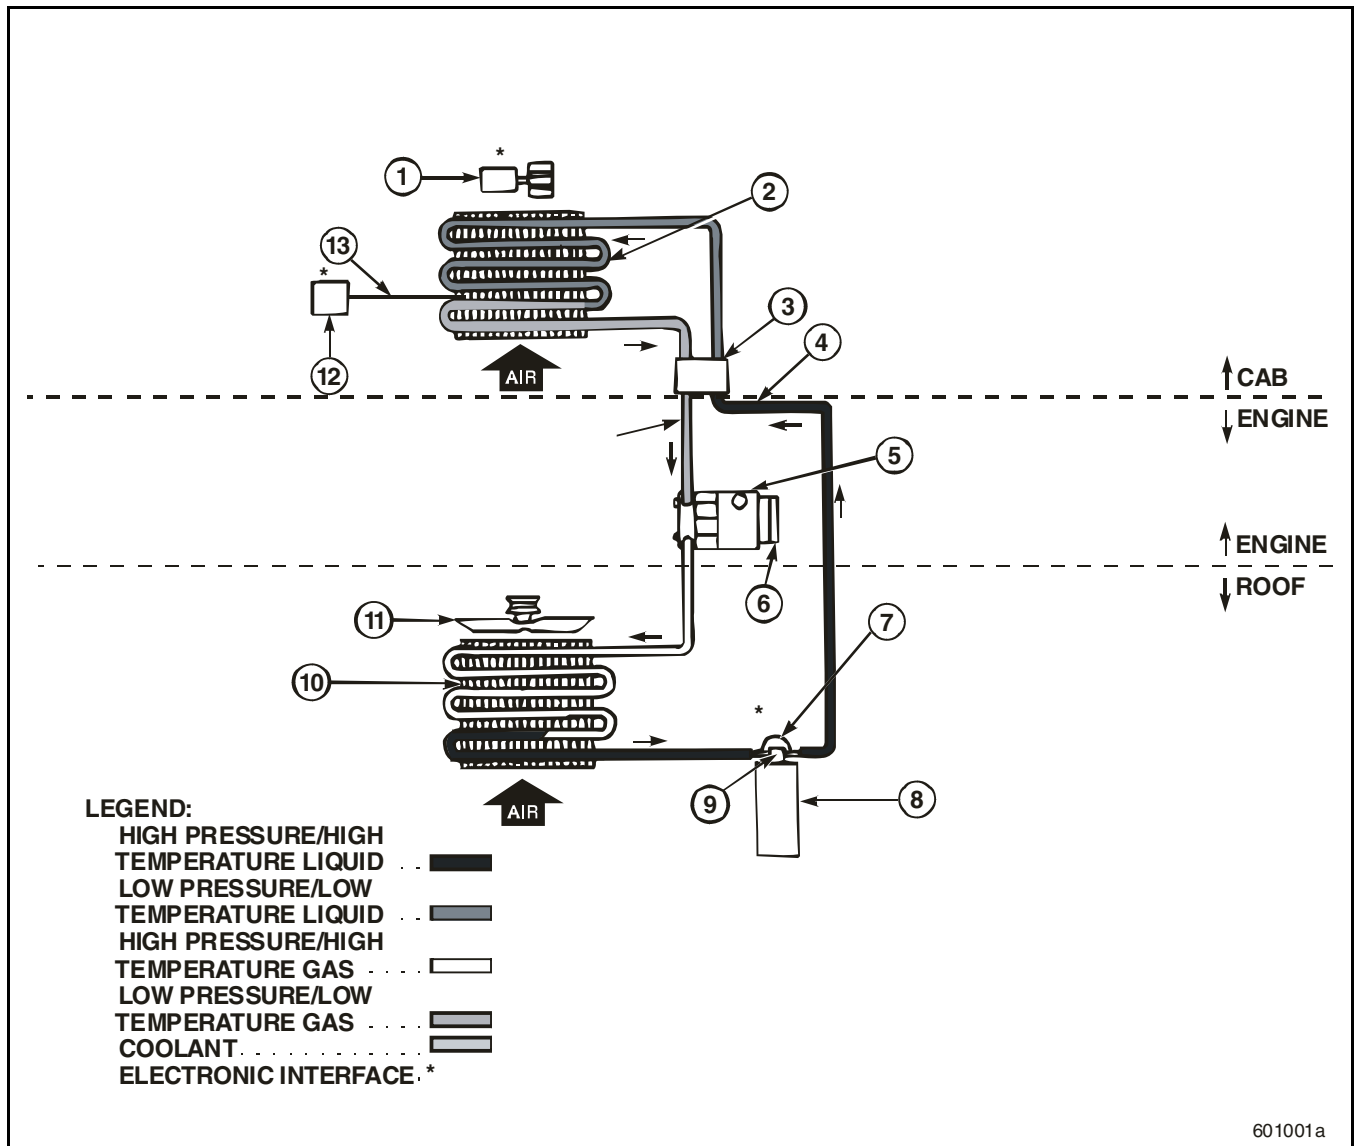 *
1
2
13
*
3
4
12
AIR
CAB
ENGINE
5
ENGINE
6
ROOF
11
7
10
*
9
8
AIR
LEGEND:
HIGH PRESSURE/HIGH
TEMPERATURE LIQUID . .
LOW PRESSURE/LOW
TEMPERATURE LIQUID . .
HIGH PRESSURE/HIGH
TEMPERATURE GAS . . . .
LOW PRESSURE/LOW
TEMPERATURE GAS . . . .
COOLANT. . . . . . . . . . . .
ELECTRONIC INTERFACE . *
601001a